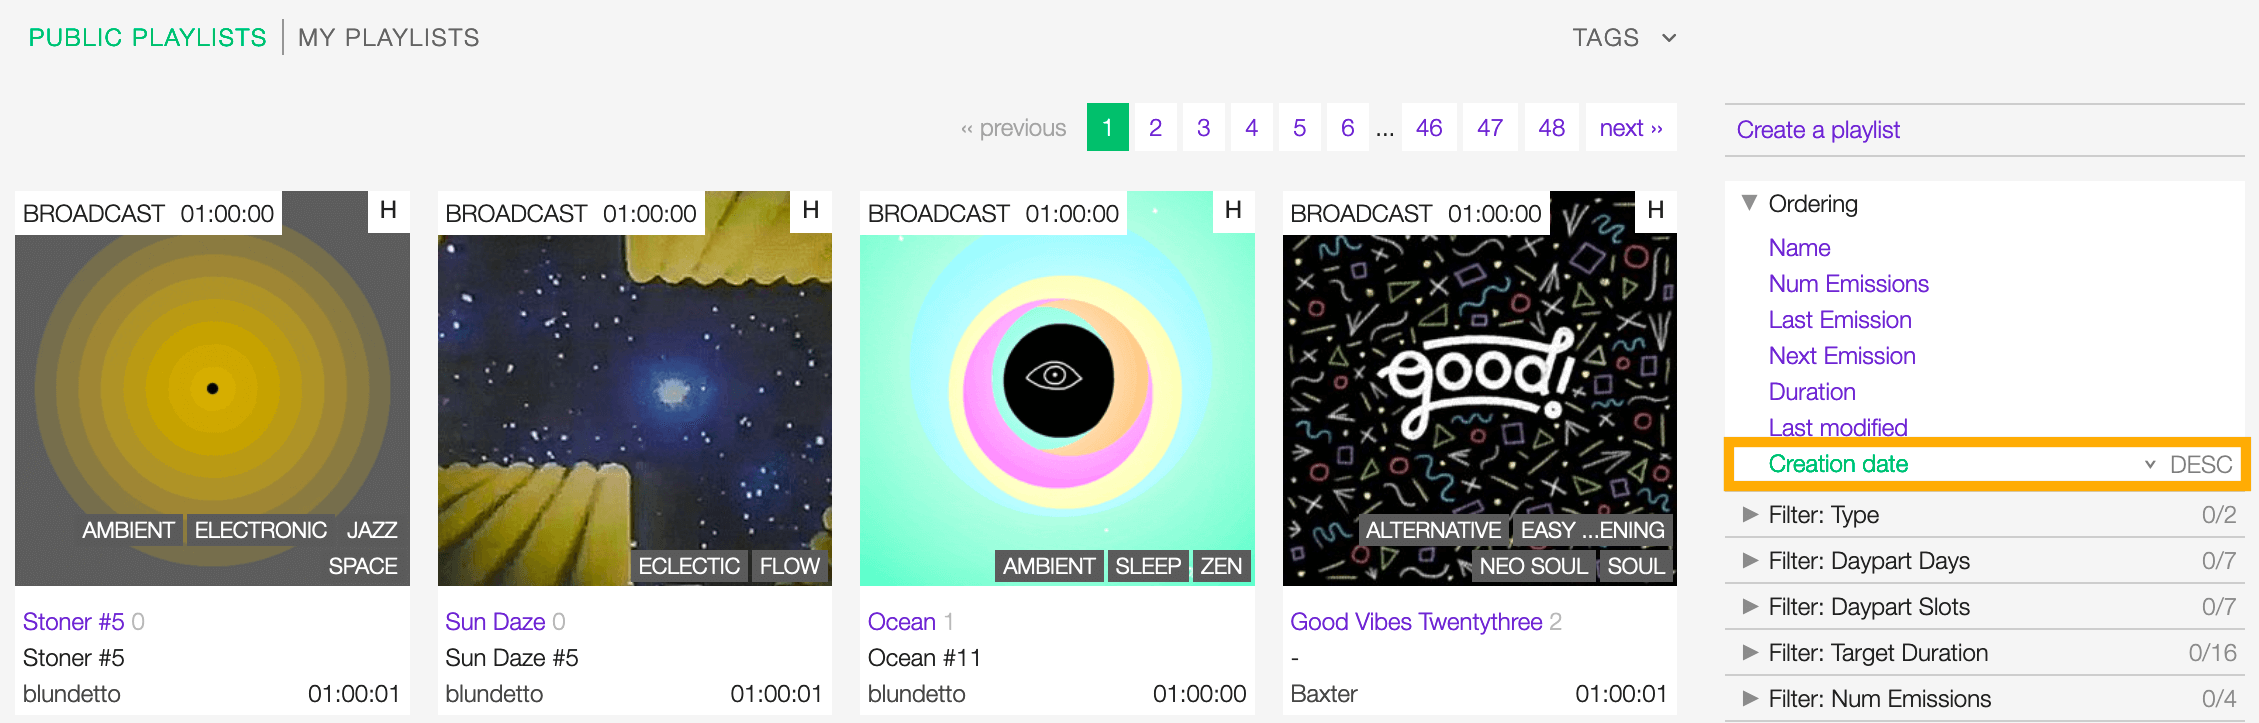 PUBLIC PLAYLISTS MY PLAYLISTS
TAGS
‹‹ previous 1 2 3 4 5 6 ... 46 47 48 next ››
BROADCAST 01:00:00 H
AMBIENT ELECTRONIC JAZZ
SPACE
Stoner #5 0
Stoner #5
blundetto 01:00:01
BROADCAST 01:00:00 H
ECLECTIC FLOW
Sun Daze 0
Sun Daze #5
blundetto 01:00:01
BROADCAST 01:00:00 H
AMBIENT SLEEP ZEN
Ocean 1
Ocean #11
blundetto 01:00:00
BROADCAST 01:00:00 H
good!
ALTERNATIVE EASY ...ENING
NEO SOUL SOUL
Good Vibes Twentythree 2
-
Baxter 01:00:01
Create a playlist
Ordering
Name
Num Emissions
Last Emission
Next Emission
Duration
Last modified
Creation date DESC
Filter: Type 0/2
Filter: Daypart Days 0/7
Filter: Daypart Slots 0/7
Filter: Target Duration 0/16
Filter: Num Emissions 0/4